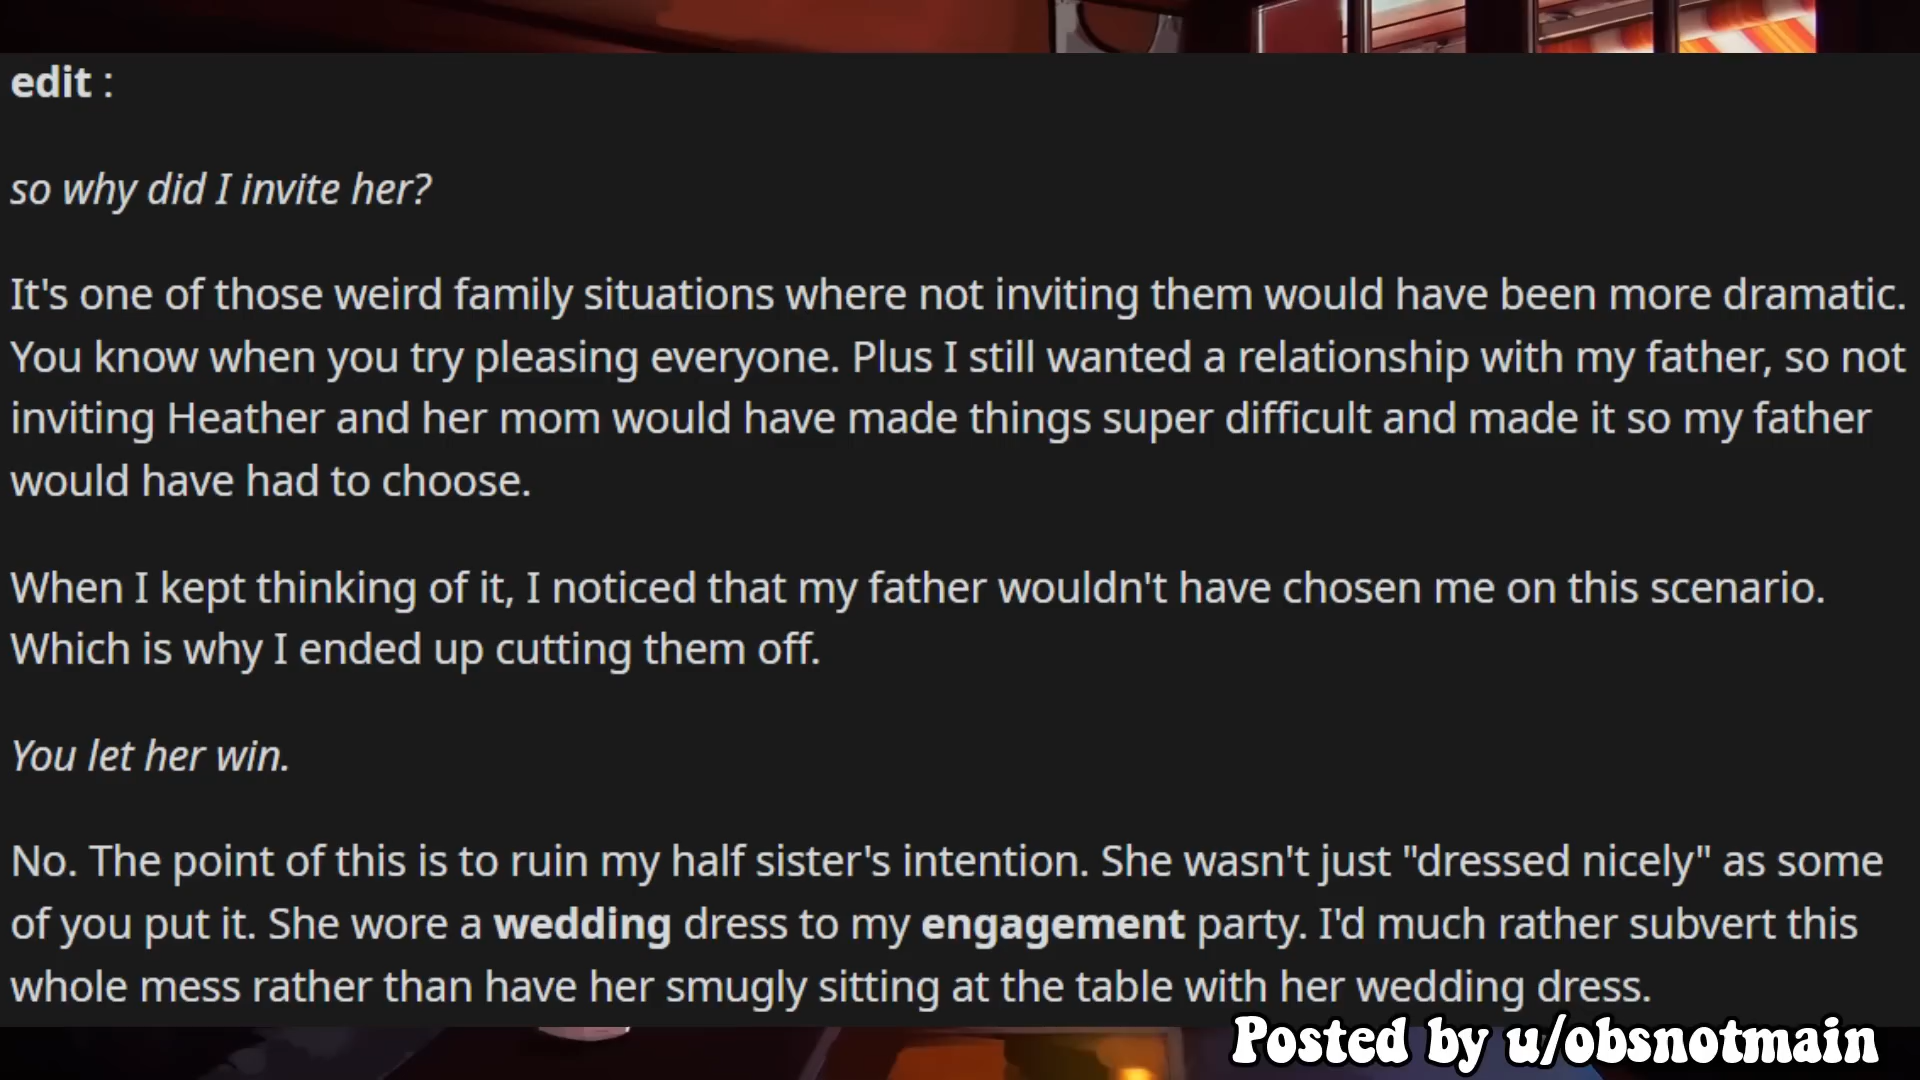 edit :
so why did I invite her?
It's one of those weird family situations where not inviting them would have been more dramatic.
You know when you try pleasing everyone. Plus I still wanted a relationship with my father, so not
inviting Heather and her mom would have made things super difficult and made it so my father
would have had to choose.
When I kept thinking of it, I noticed that my father wouldn't have chosen me on this scenario.
Which is why I ended up cutting them off.
You let her win.
No. The point of this is to ruin my half sister's intention. She wasn't just "dressed nicely" as some
of you put it. She wore a wedding dress to my engagement party. I'd much rather subvert this
whole mess rather than have her smugly sitting at the table with her wedding dress.
Posted by u/obsnotmain